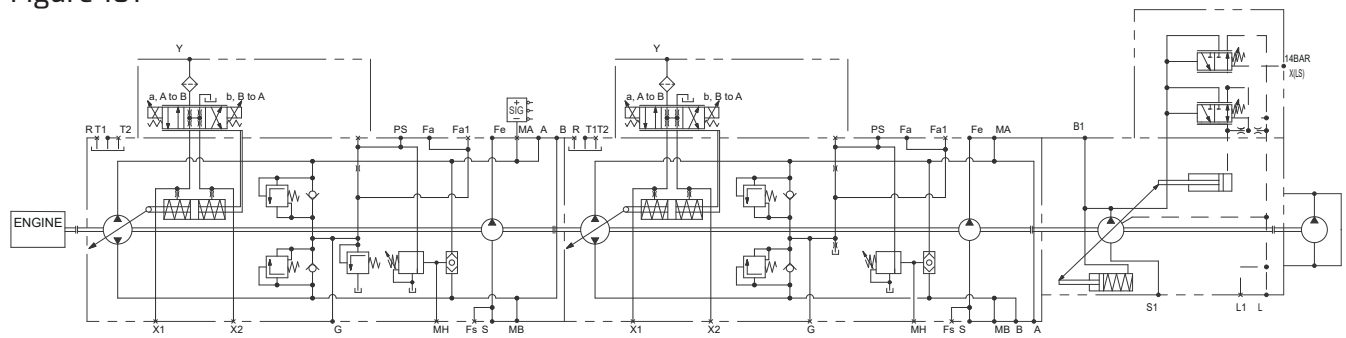 Figure 181
Y
Y
14BAR
X(LS)
a, A to B
b, B to A
a, A to B
b, B to A
+
SIG
−
R T1 T2
PS
Fa
Fa1
Fe
MA
A
B
R
T1T2
PS
Fa
Fa1
Fe
MA
B1
ENGINE
X1
X2
G
MH
Fs
S
MB
X1
X2
G
MH
Fs
S
MB
B
A
S1
L1
L